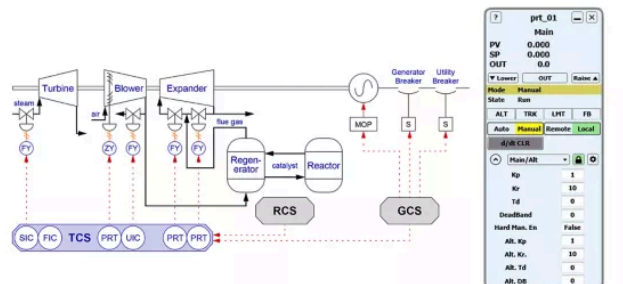 Turbine
Blower
Expander
Generator
Breaker
Utility
Breaker
steam
air
flue gas
MOP
S
S
FY
ZY
FY
FY
FY
Regen-
erator
catalyst
Reactor
RCS
GCS
SIC
FIC
TCS
PRT
UIC
PRT
PRT
?
prt_01
Main
PV 0.000
SP 0.000
OUT 0.0
▼ Lower OUT Raise ▲
Mode Manual
State Run
ALT TRK LMT FB
Auto Manual Remote Local
d/dt CLR
Main/Alt
Kp 1
Kr 10
Td 0
DeadBand 0
Hard Man. En False
Alt. Kp 1
Alt. Kr. 10
Alt. Td 0
Alt. DB 0